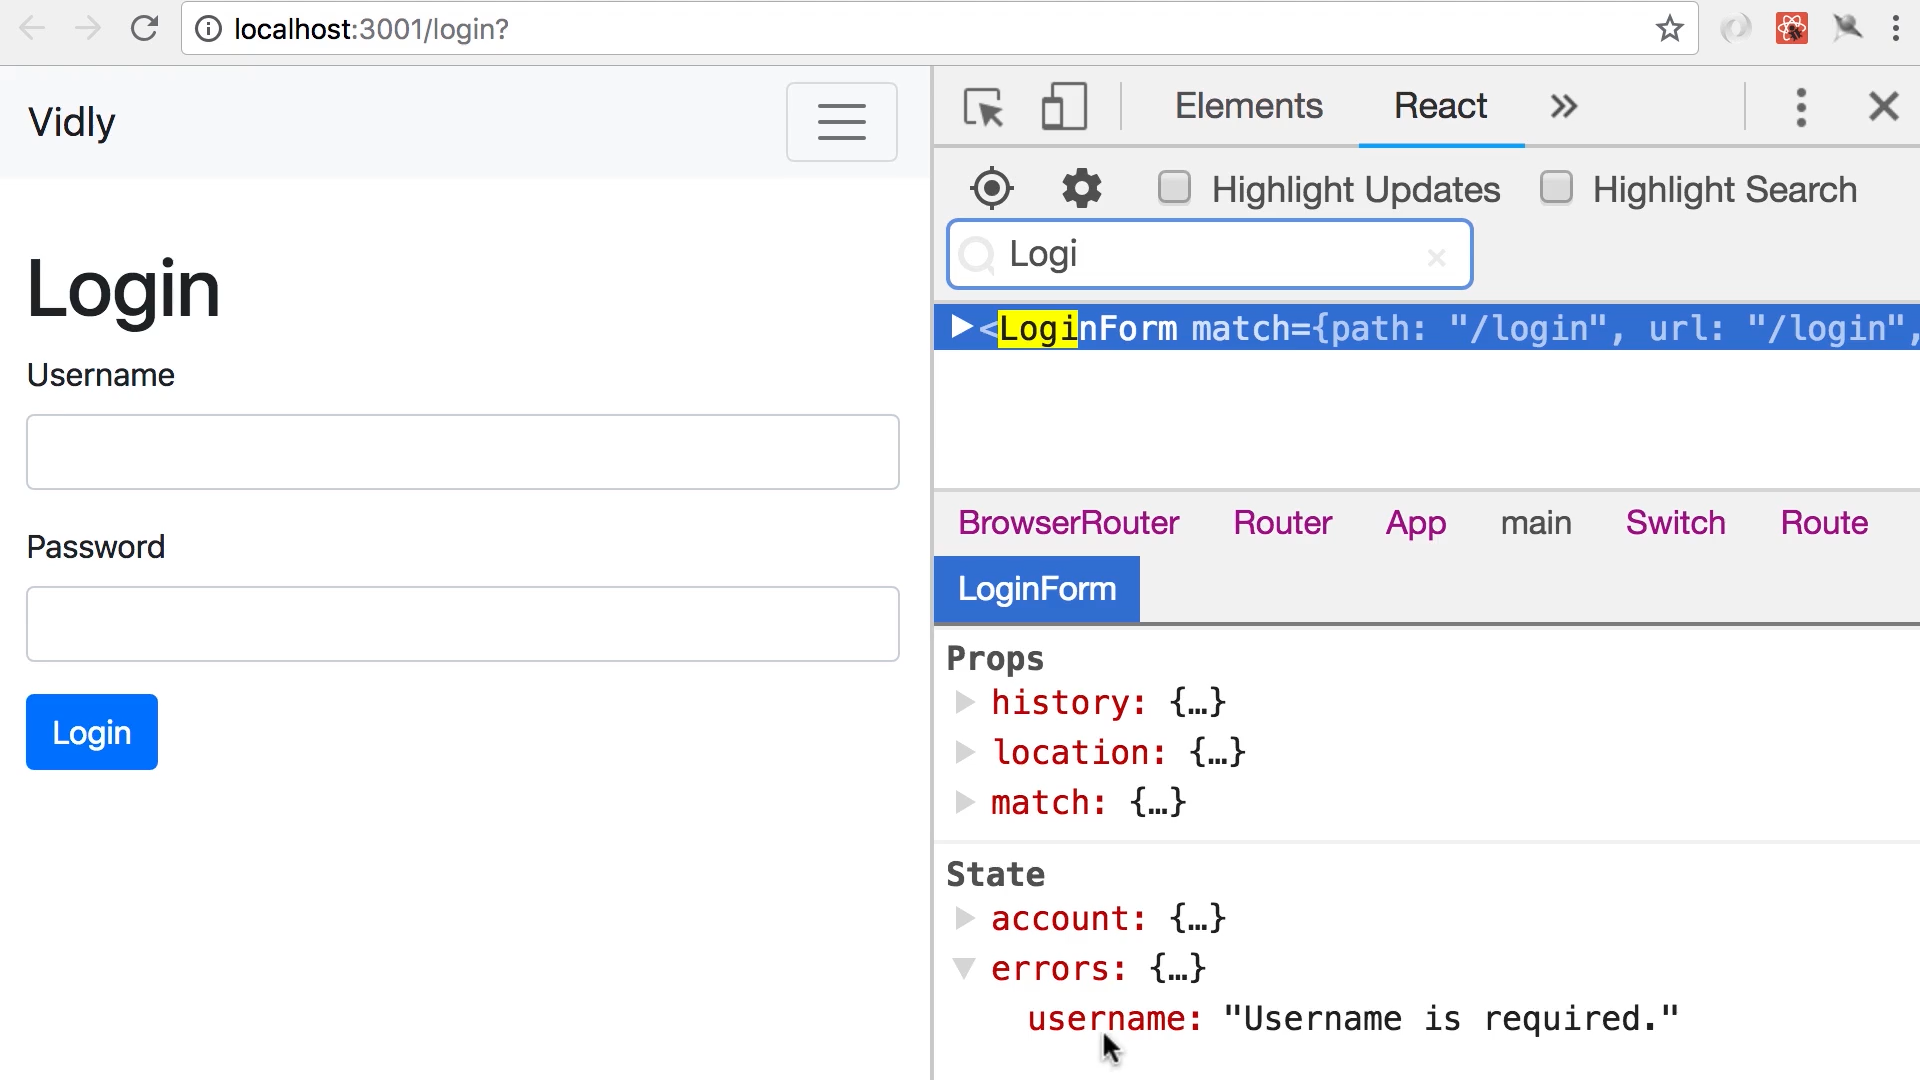 localhost:3001/login?
Vidly
Elements React
Highlight Updates Highlight Search
Logi
<LoginForm match={path: "/login", url: "/login",
Login
Username
Password
Login
BrowserRouter Router App main Switch Route
LoginForm
Props
history: {…}
location: {…}
match: {…}
State
account: {…}
errors: {…}
username: "Username is required."